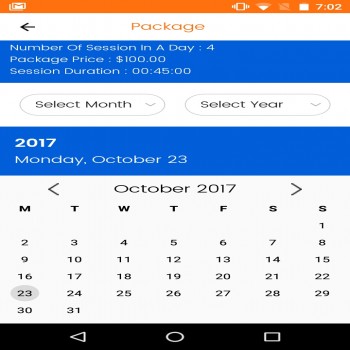 7:02
Package
Number Of Session In A Day : 4
Package Price : $100.00
Session Duration : 00:45:00
Select Month Select Year
2017
Monday, October 23
October 2017
M T W T F S S
1
2 3 4 5 6 7 8
9 10 11 12 13 14 15
16 17 18 19 20 21 22
23 24 25 26 27 28 29
30 31